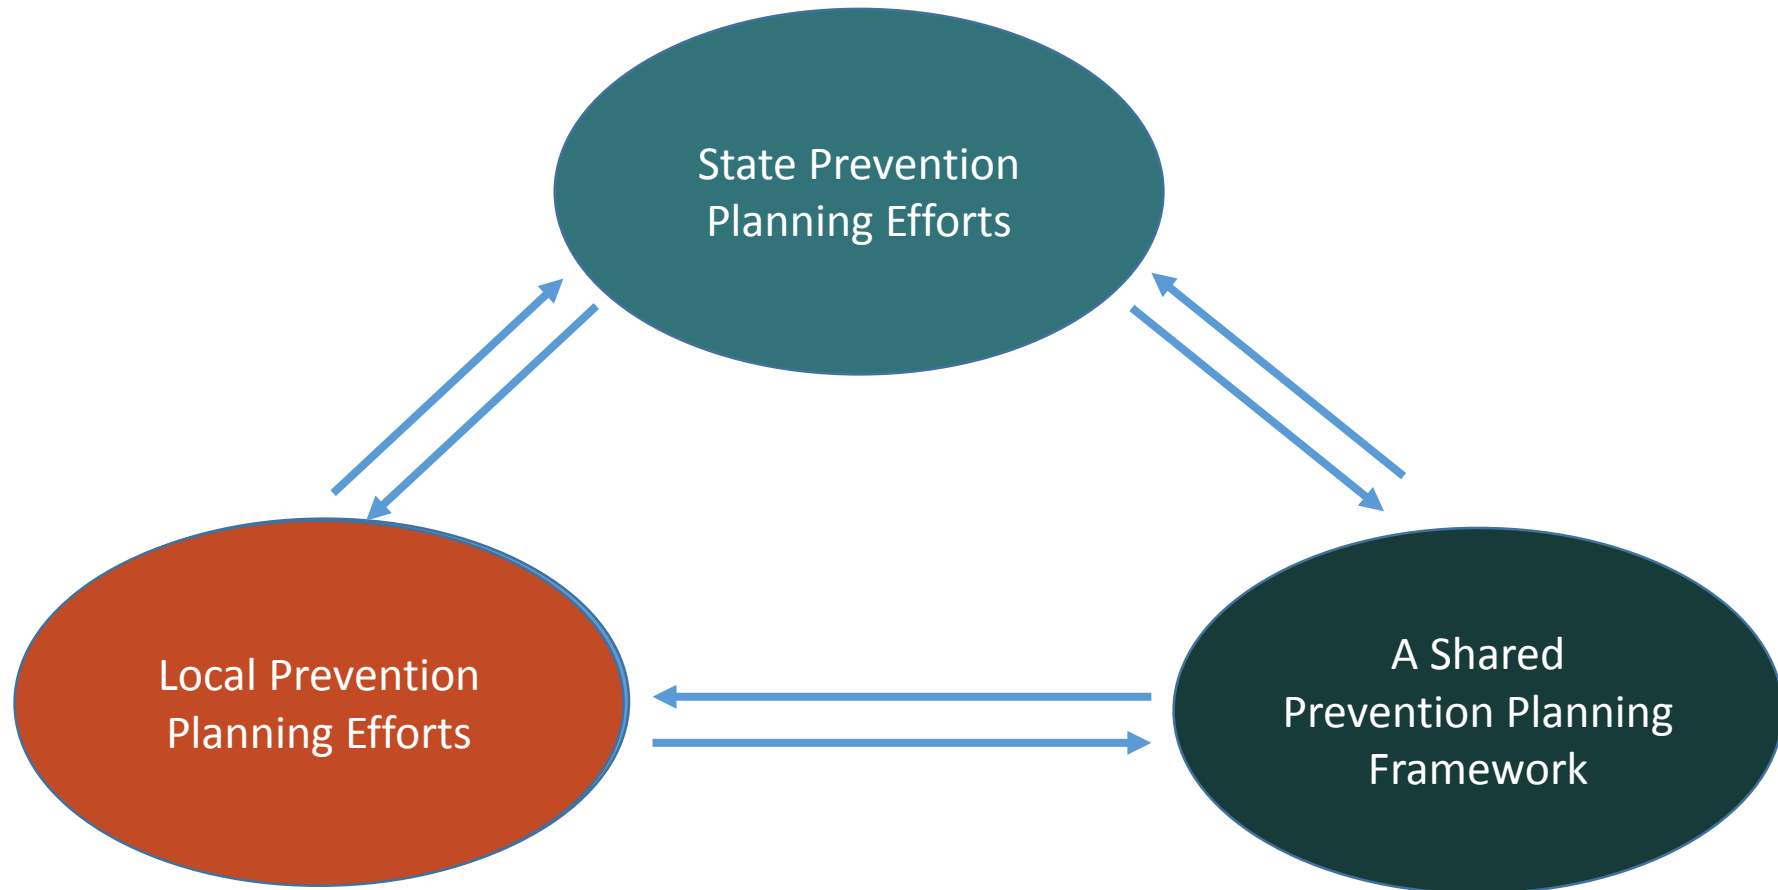 State Prevention
Planning Efforts
Local Prevention
Planning Efforts
A Shared
Prevention Planning
Framework